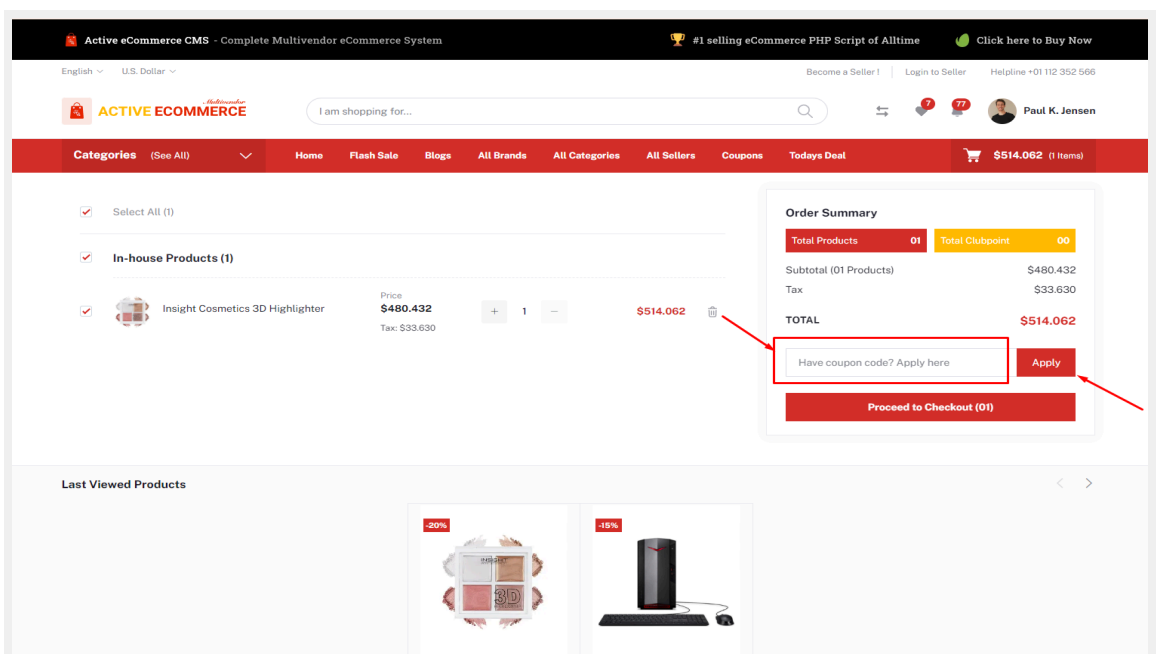 Active eCommerce CMS - Complete Multivendor eCommerce System
#1 selling eCommerce PHP Script of Alltime
Click here to Buy Now
English
U.S. Dollar
Become a Seller !
Login to Seller
Helpline +01 112 352 566
Multivendor
ACTIVE ECOMMERCE
I am shopping for...
7
77
Paul K. Jensen
Categories (See All)
Home
Flash Sale
Blogs
All Brands
All Categories
All Sellers
Coupons
Todays Deal
$514.062 (1 Items)
Select All (1)
In-house Products (1)
Insight Cosmetics 3D Highlighter
Price
$480.432
Tax: $33.630
+ 1 −
$514.062
Order Summary
Total Products 01
Total Clubpoint 00
Subtotal (01 Products) $480.432
Tax $33.630
TOTAL $514.062
Have coupon code? Apply here
Apply
Proceed to Checkout (01)
Last Viewed Products
-20%
INSIGHT
3D
-15%